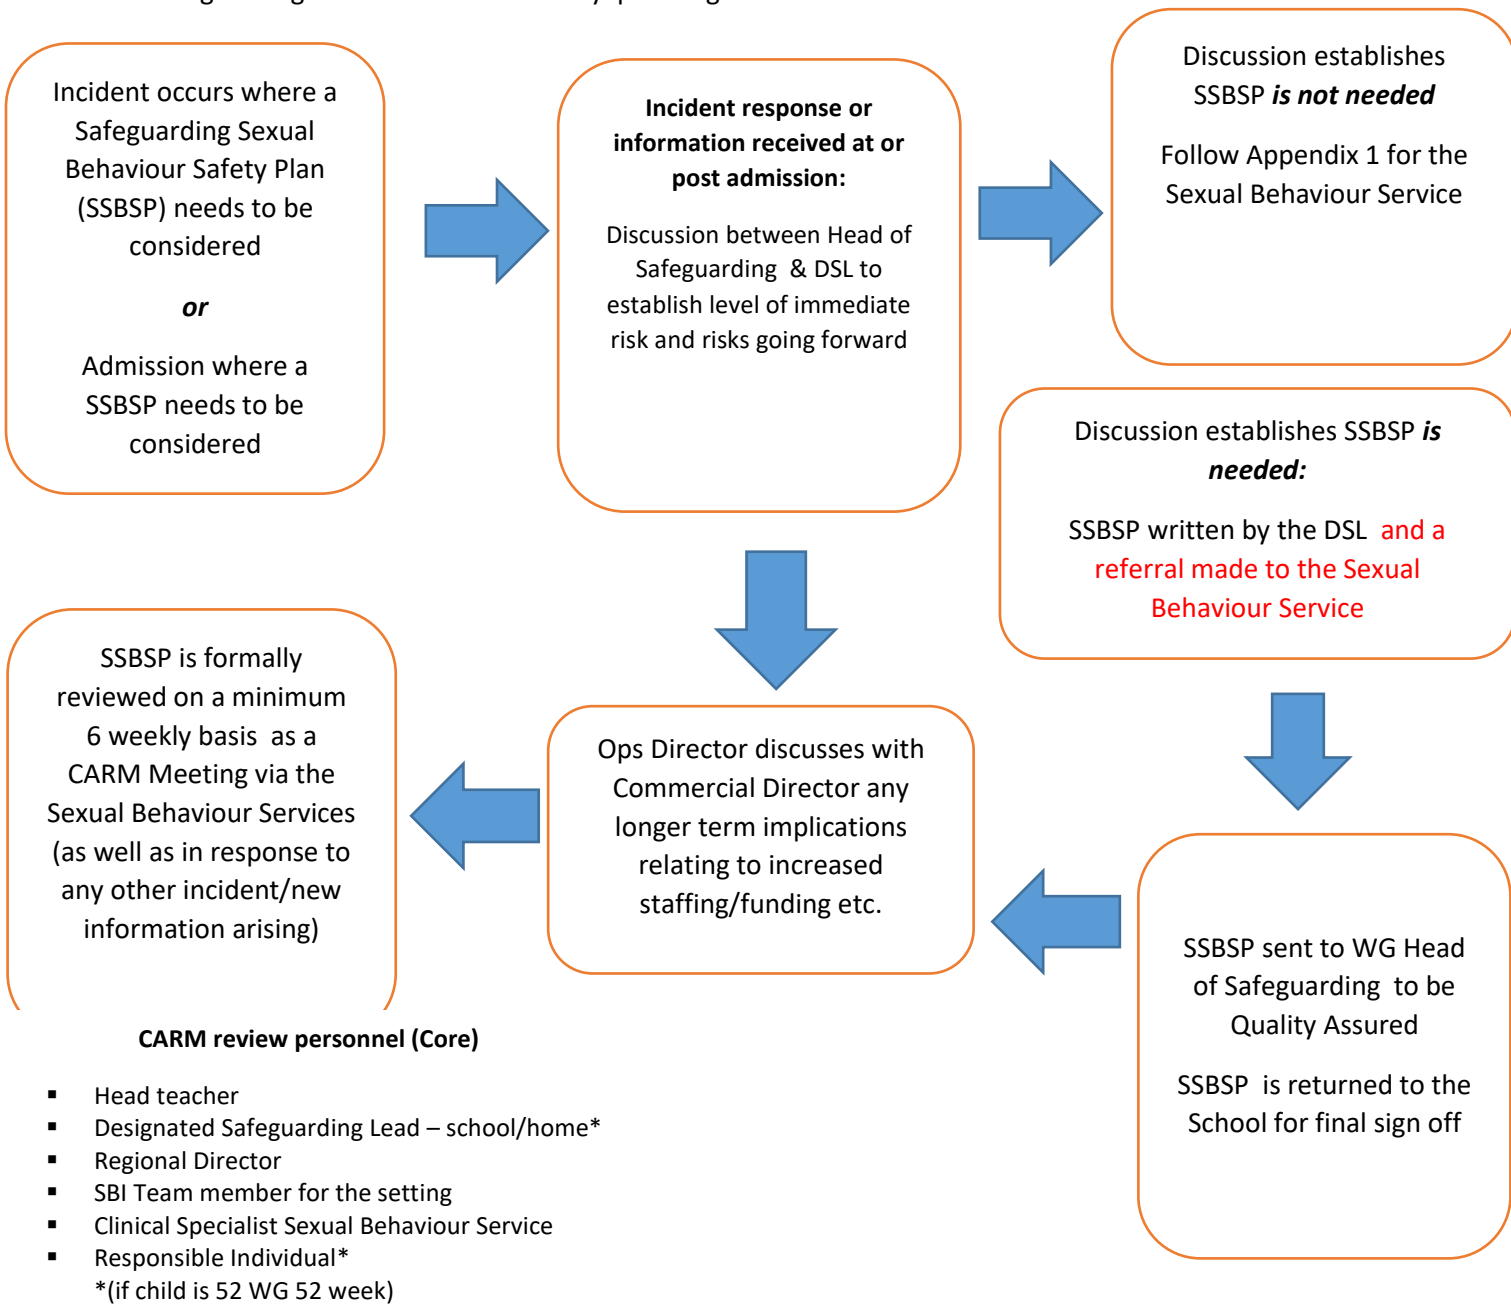 Incident occurs where a
Safeguarding Sexual
Behaviour Safety Plan
(SSBSP) needs to be
considered
or
Admission where a
SSBSP needs to be
considered
Incident response or
information received at or
post admission:
Discussion between Head of
Safeguarding & DSL to
establish level of immediate
risk and risks going forward
Discussion establishes
SSBSP is not needed
Follow Appendix 1 for the
Sexual Behaviour Service
Discussion establishes SSBSP is
needed:
SSBSP written by the DSL and a
referral made to the Sexual
Behaviour Service
SSBSP is formally
reviewed on a minimum
6 weekly basis as a
CARM Meeting via the
Sexual Behaviour Services
(as well as in response to
any other incident/new
information arising)
Ops Director discusses with
Commercial Director any
longer term implications
relating to increased
staffing/funding etc.
SSBSP sent to WG Head
of Safeguarding to be
Quality Assured
SSBSP is returned to the
School for final sign off
CARM review personnel (Core)
▪ Head teacher
▪ Designated Safeguarding Lead – school/home*
▪ Regional Director
▪ SBI Team member for the setting
▪ Clinical Specialist Sexual Behaviour Service
▪ Responsible Individual*
*(if child is 52 WG 52 week)